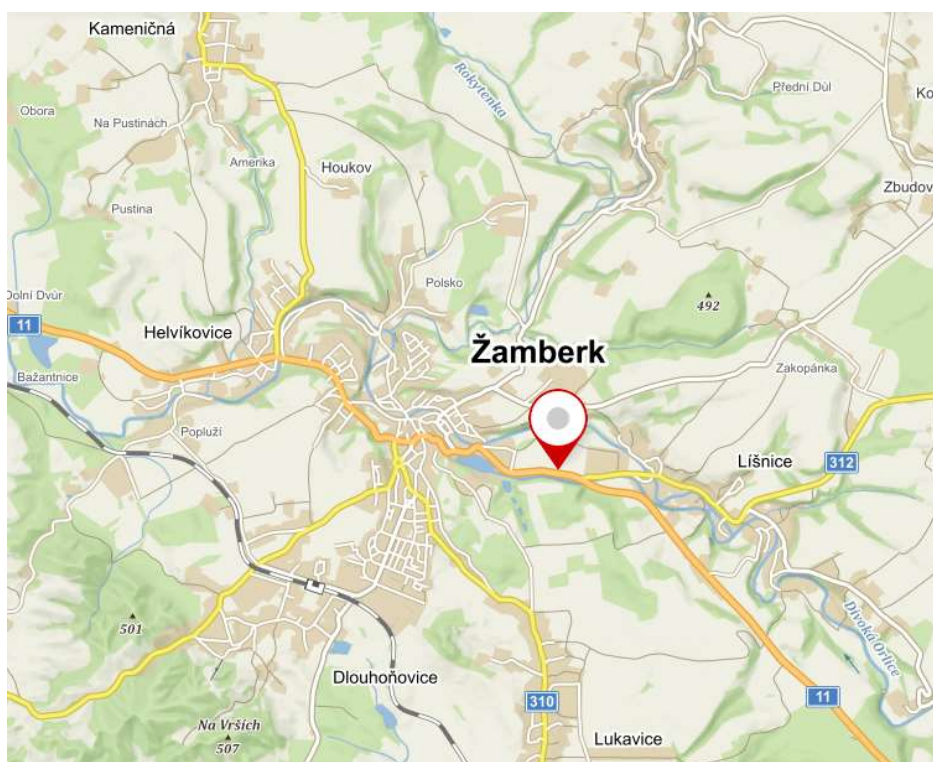 Kameničná
Rokytenka
Přední Důl
Obora
Ko
Na Pustinách
Amerika
Houkov
Zbudov
Pustina
Polsko
Dolní Dvůr
492
11
Helvíkovice
Žamberk
Zakopánka
Bažantnice
Popluží
Líšnice
312
Divoká Orlice
501
Dlouhoňovice
11
310
Na Vrších
507
Lukavice